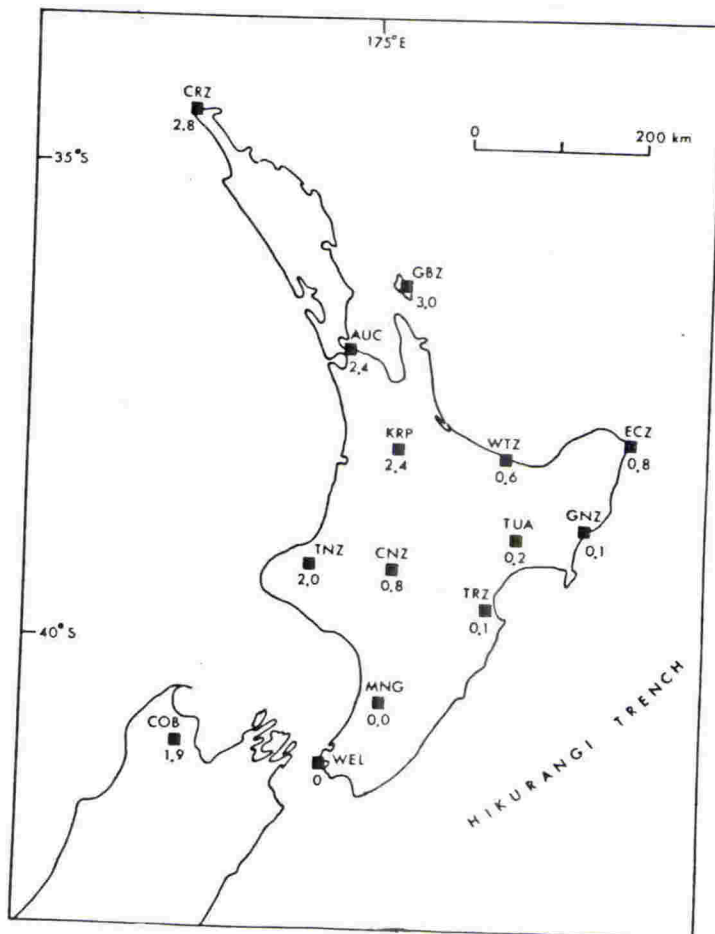 175°E
CRZ
2.8
0 200 km
35°S
GBZ
3.0
AUC
2.4
KRP
2.4
WTZ
0.6
ECZ
0.8
TUA
0.2
GNZ
0.1
TNZ
2.0
CNZ
0.8
TRZ
0.1
40°S
MNG
0.0
COB
1.9
WEL
0
HIKURANGI TRENCH